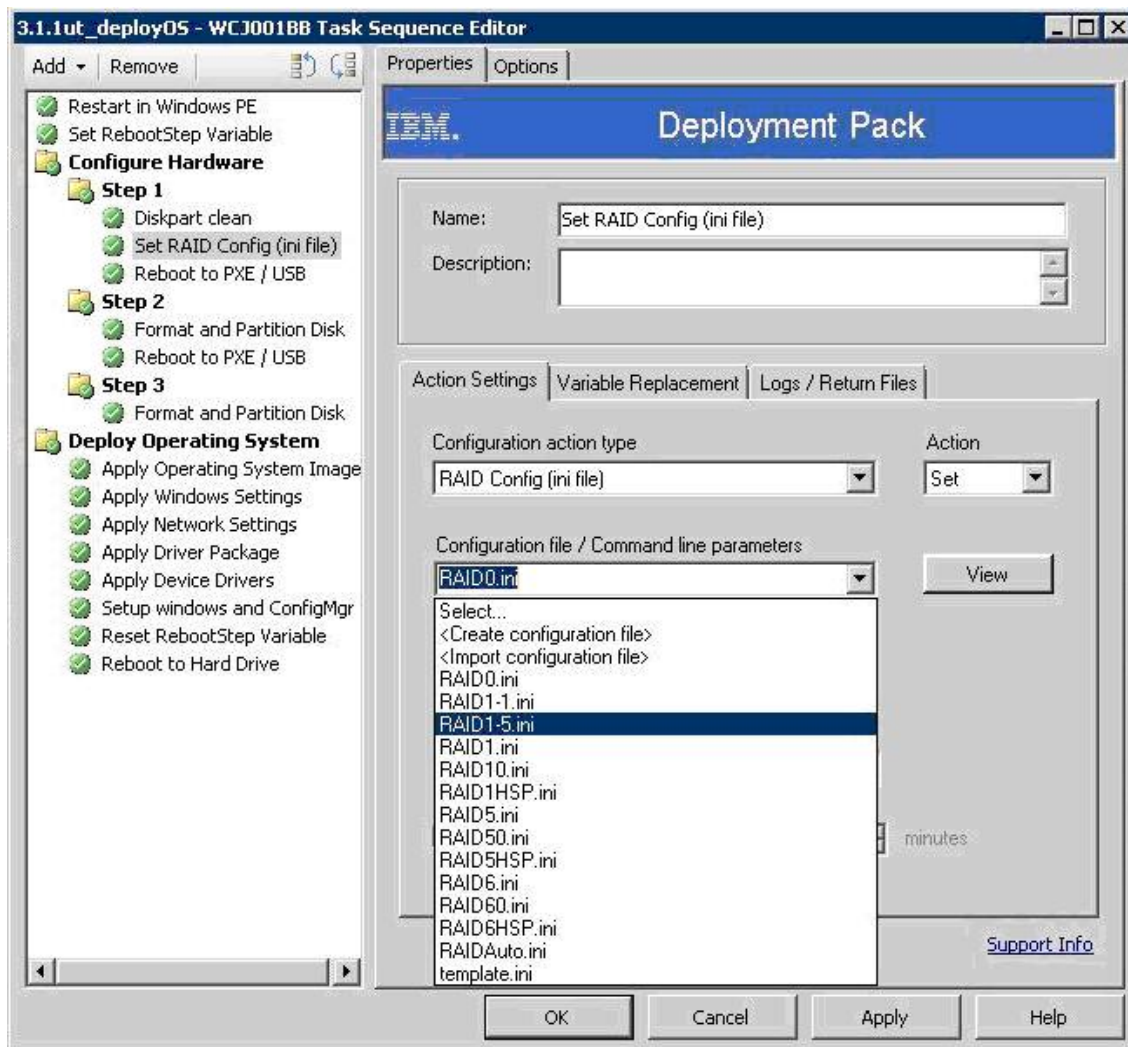 3.1.1ut_deployOS - WCJ001BB Task Sequence Editor
Add Remove
Restart in Windows PE
Set RebootStep Variable
Configure Hardware
Step 1
Diskpart clean
Set RAID Config (ini file)
Reboot to PXE / USB
Step 2
Format and Partition Disk
Reboot to PXE / USB
Step 3
Format and Partition Disk
Deploy Operating System
Apply Operating System Image
Apply Windows Settings
Apply Network Settings
Apply Driver Package
Apply Device Drivers
Setup windows and ConfigMgr
Reset RebootStep Variable
Reboot to Hard Drive
Properties Options
IBM. Deployment Pack
Name: Set RAID Config (ini file)
Description:
Action Settings Variable Replacement Logs / Return Files
Configuration action type Action
RAID Config (ini file) Set
Configuration file / Command line parameters
RAID0.ini View
Select...
<Create configuration file>
<Import configuration file>
RAID0.ini
RAID1-1.ini
RAID1-5.ini
RAID1.ini
RAID10.ini
RAID1HSP.ini
RAID5.ini
RAID50.ini
RAID5HSP.ini
RAID6.ini
RAID60.ini
RAID6HSP.ini
RAIDAuto.ini
template.ini
minutes
Support Info
OK Cancel Apply Help